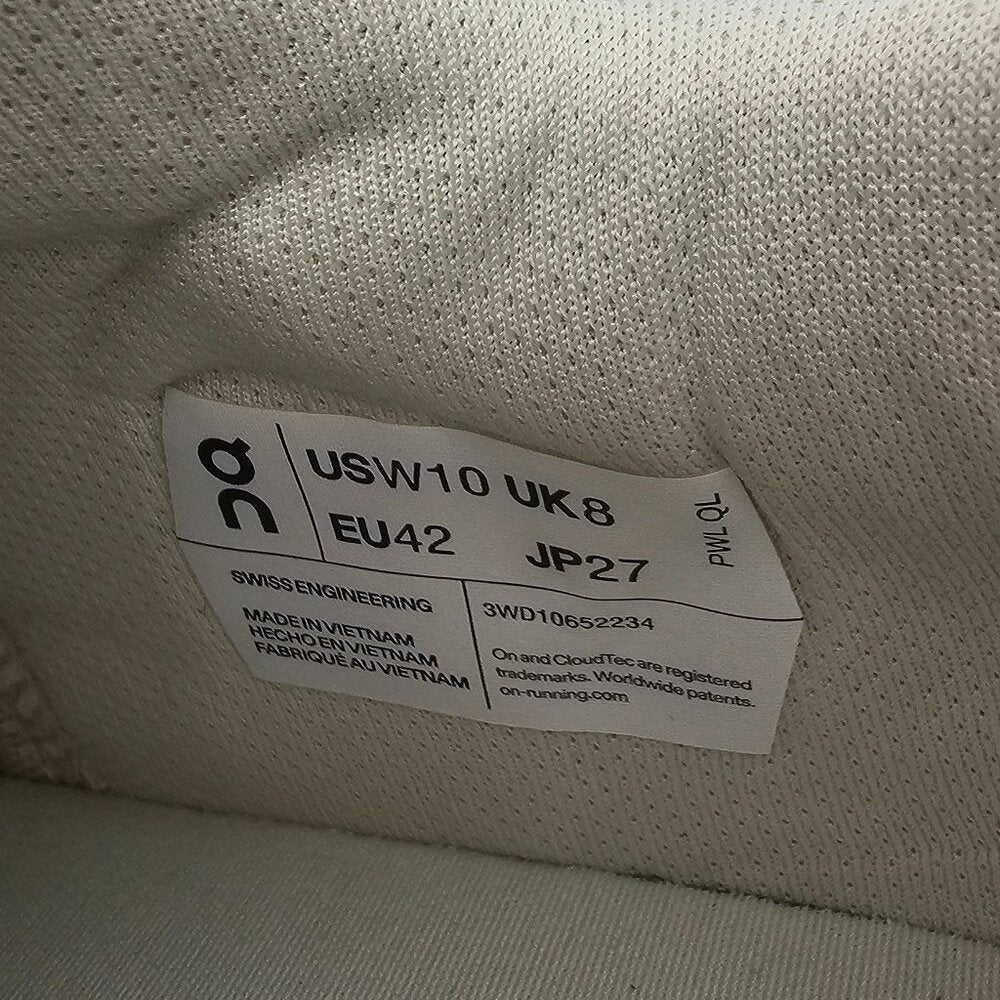 On
USW10 UK8
EU42 JP27
PWL QL
SWISS ENGINEERING
MADE IN VIETNAM
HECHO EN VIETNAM
FABRIQUÉ AU VIETNAM
3WD10652234
On and CloudTec are registered
trademarks. Worldwide patents.
on-running.com